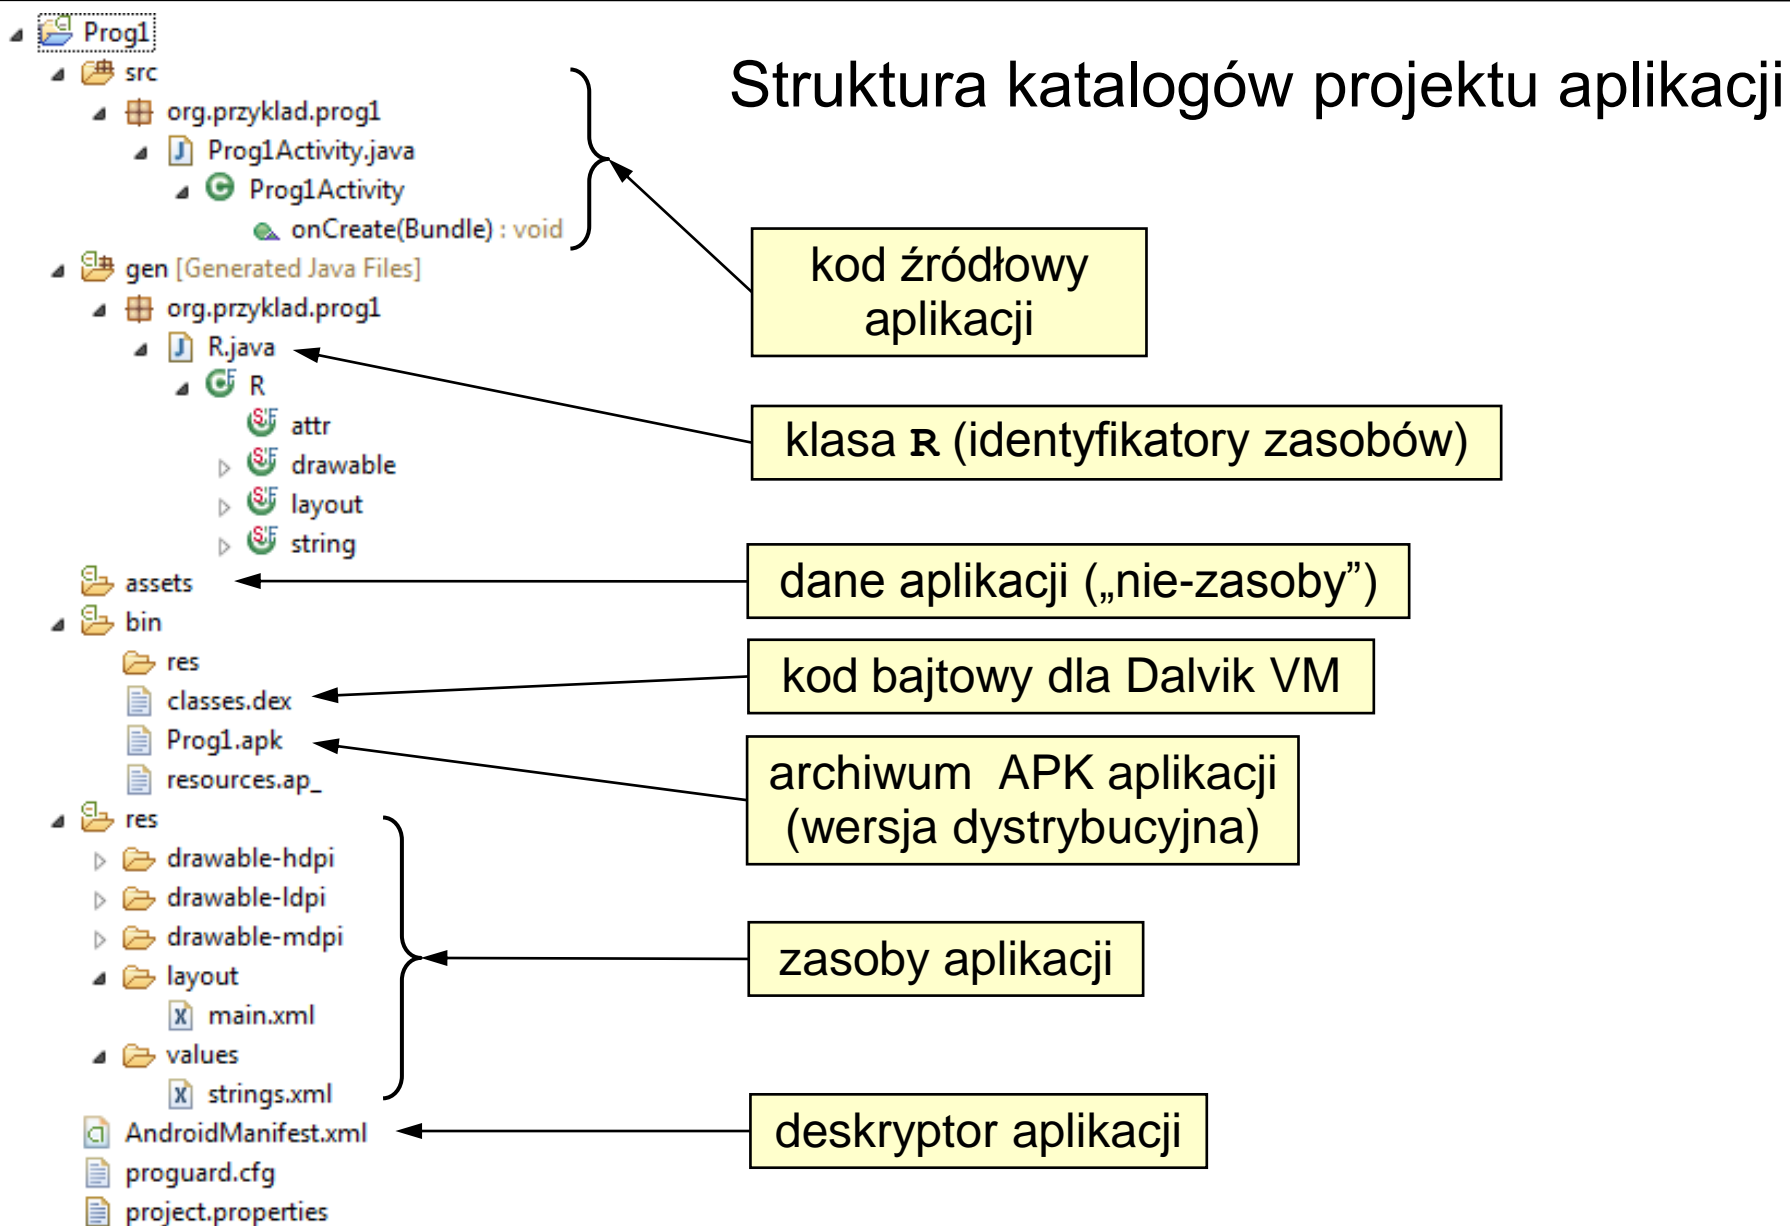 Struktura katalogów projektu aplikacji
Prog1
src
org.przyklad.prog1
Prog1Activity.java
Prog1Activity
onCreate(Bundle) : void
gen [Generated Java Files]
org.przyklad.prog1
R.java
R
attr
drawable
layout
string
assets
bin
res
classes.dex
Prog1.apk
resources.ap_
res
drawable-hdpi
drawable-ldpi
drawable-mdpi
layout
main.xml
values
strings.xml
AndroidManifest.xml
proguard.cfg
project.properties
kod źródłowy
aplikacji
klasa R (identyfikatory zasobów)
dane aplikacji („nie-zasoby”)
kod bajtowy dla Dalvik VM
archiwum APK aplikacji
(wersja dystrybucyjna)
zasoby aplikacji
deskryptor aplikacji